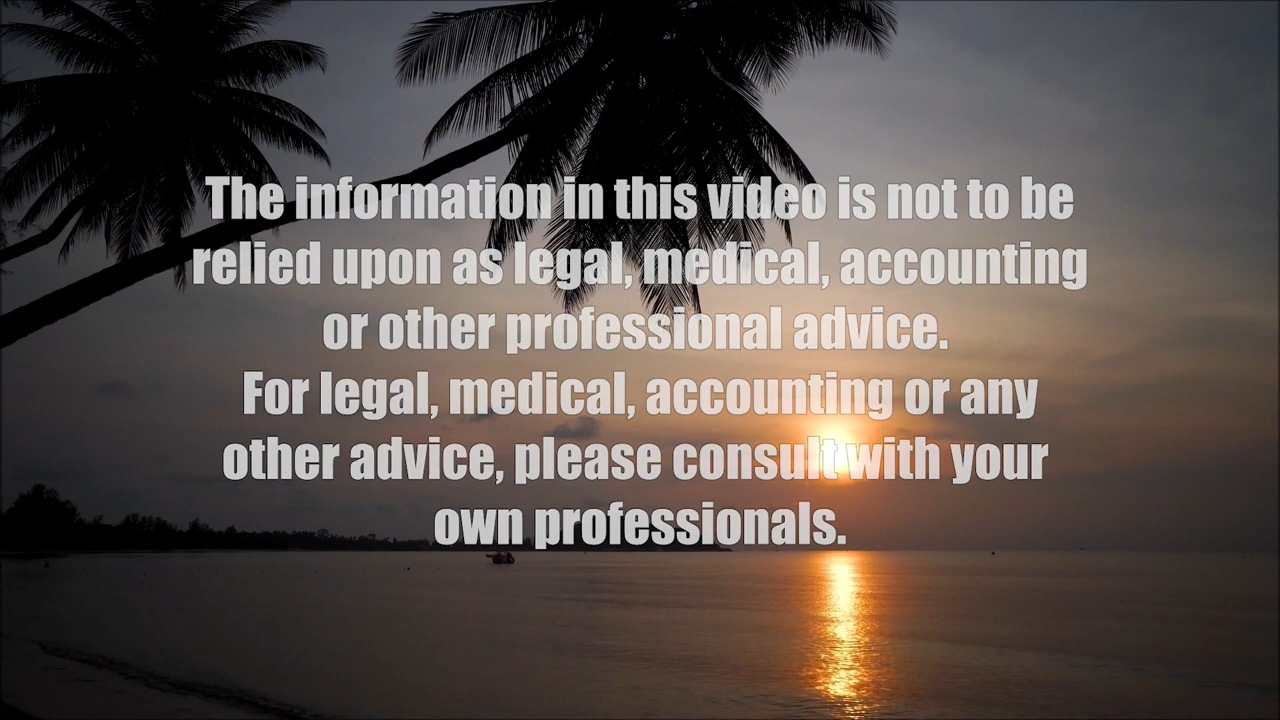 The information in this video is not to be
relied upon as legal, medical, accounting
or other professional advice.
For legal, medical, accounting or any
other advice, please consult with your
own professionals.